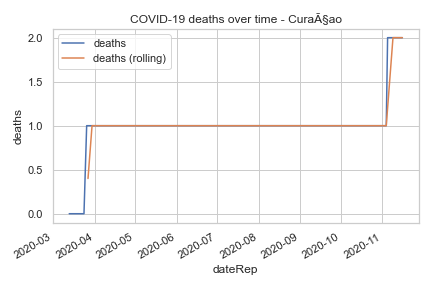 COVID-19 deaths over time - CuraÃ§ao
deaths
deaths (rolling)
2.0
1.5
1.0
0.5
0.0
deaths
2020-03
2020-04
2020-05
2020-06
2020-07
2020-08
2020-09
2020-10
2020-11
dateRep